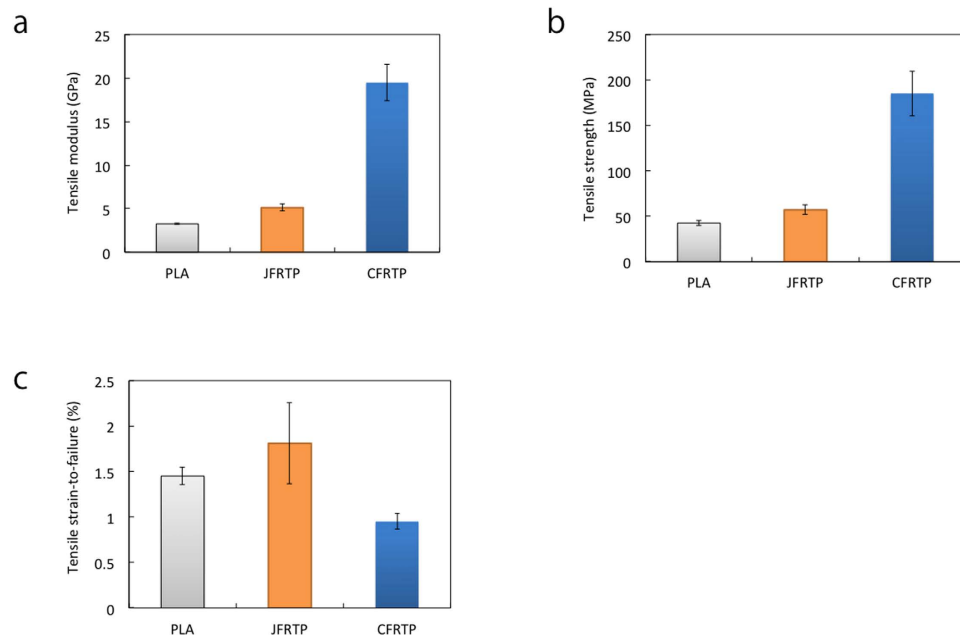 a
Tensile modulus (GPa)
25
20
15
10
5
0
PLA JFRTP CFRTP
b
Tensile strength (MPa)
250
200
150
100
50
0
PLA JFRTP CFRTP
c
Tensile strain-to-failure (%)
2.5
2
1.5
1
0.5
0
PLA JFRTP CFRTP